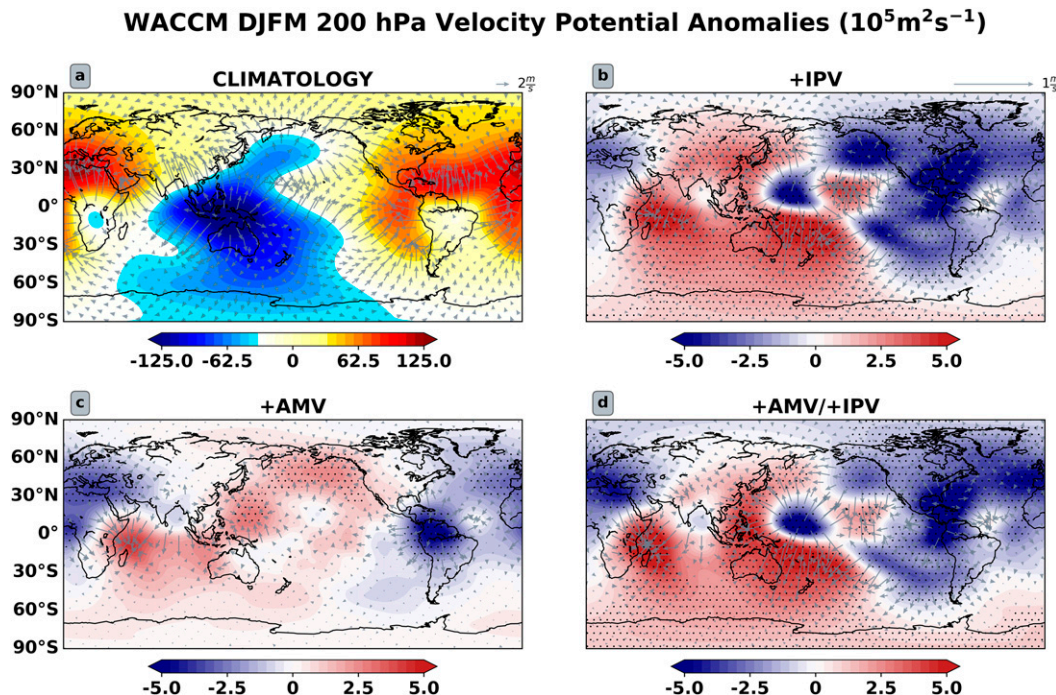 WACCM DJFM 200 hPa Velocity Potential Anomalies (10⁵m²s⁻¹)
a
CLIMATOLOGY
2 m/s
b
+IPV
1 m/s
90°N
60°N
30°N
0°
30°S
60°S
90°S
-125.0 -62.5 0 62.5 125.0
-5.0 -2.5 0 2.5 5.0
c
+AMV
d
+AMV/+IPV
90°N
60°N
30°N
0°
30°S
60°S
90°S
-5.0 -2.5 0 2.5 5.0
-5.0 -2.5 0 2.5 5.0